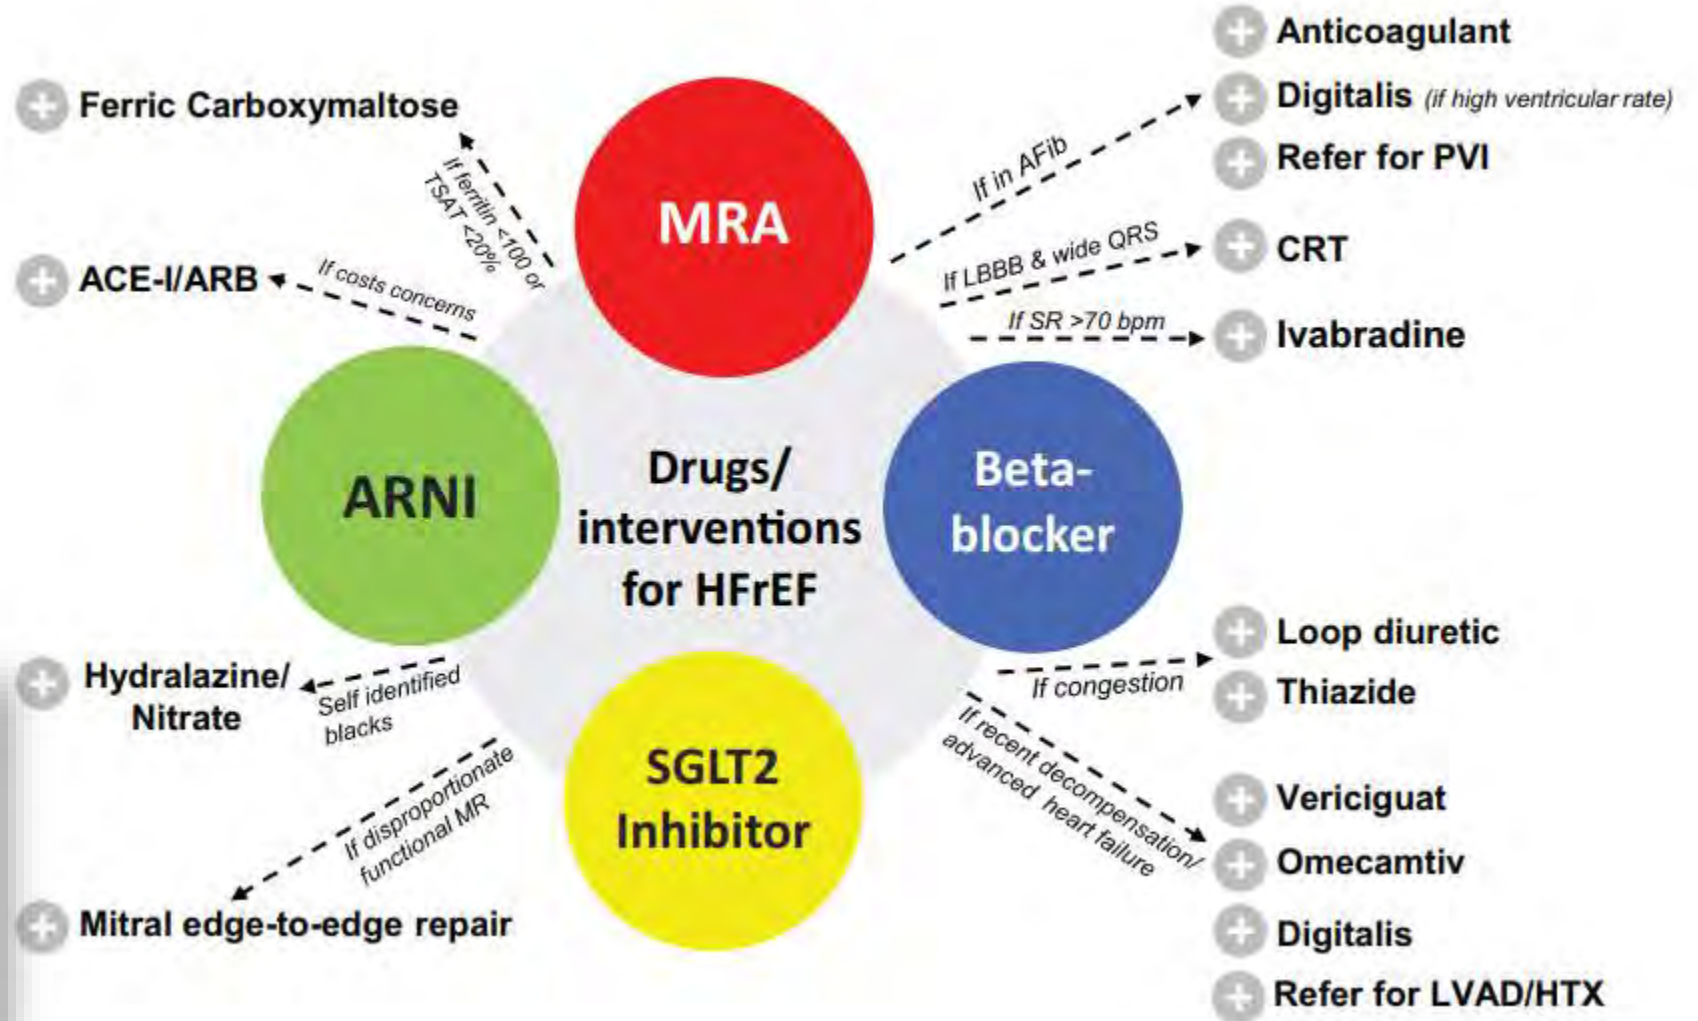 Ferric Carboxymaltose
If ferritin <100 or
TSAT <20%
ACE-I/ARB
If costs concerns
MRA
ARNI
Drugs/
interventions
for HFrEF
Beta-
blocker
SGLT2
Inhibitor
Hydralazine/
Nitrate
Self identified
blacks
If disproportionate
functional MR
Mitral edge-to-edge repair
If in AFib
Anticoagulant
Digitalis (if high ventricular rate)
Refer for PVI
If LBBB & wide QRS
CRT
If SR >70 bpm
Ivabradine
If congestion
Loop diuretic
Thiazide
If recent decompensation/
advanced heart failure
Vericiguat
Omecamtiv
Digitalis
Refer for LVAD/HTX